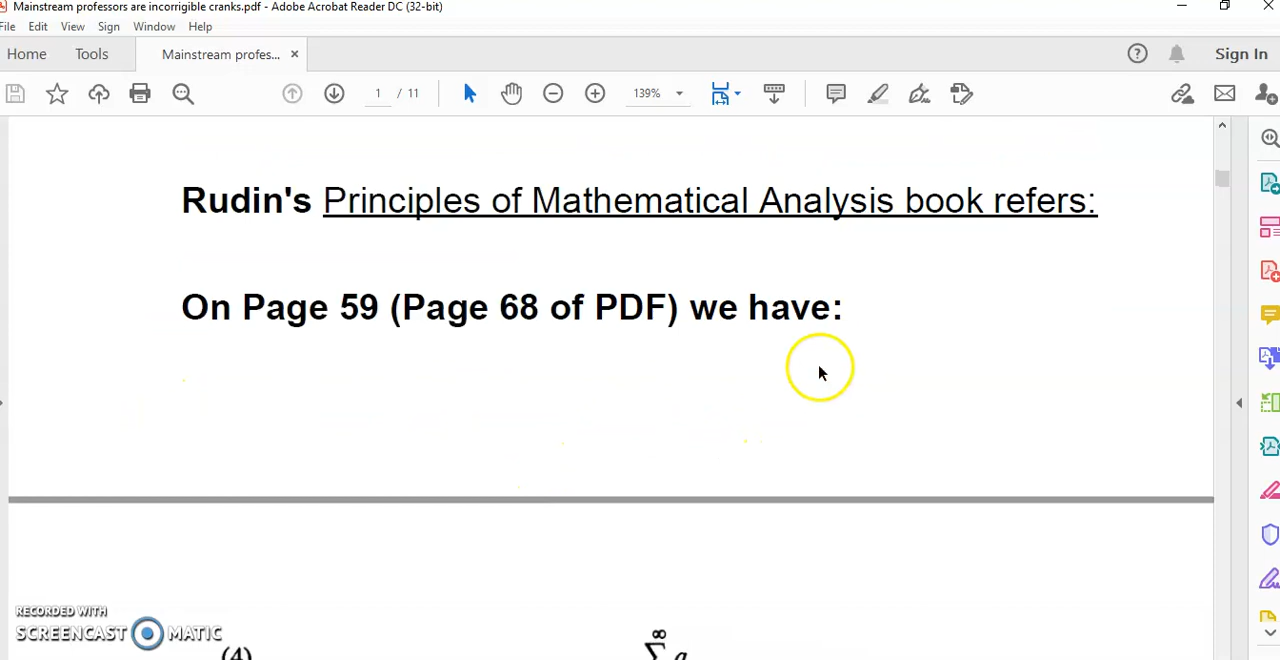 Mainstream professors are incorrigible cranks.pdf - Adobe Acrobat Reader DC (32-bit)
File Edit View Sign Window Help
Home Tools Mainstream profes... × Sign In
1 / 11 139%
Rudin's Principles of Mathematical Analysis book refers:
On Page 59 (Page 68 of PDF) we have:
RECORDED WITH
SCREENCAST MATIC
(4) ∞
Σ a